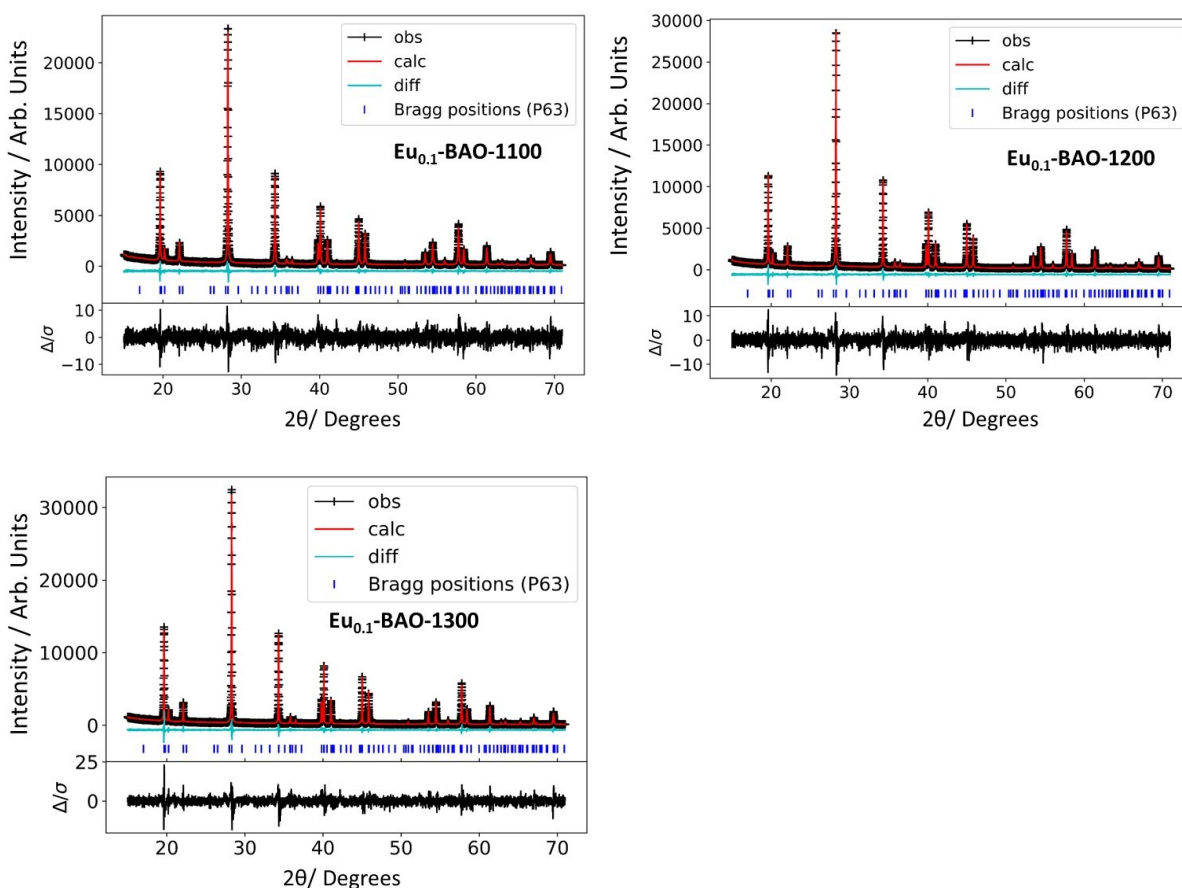 Intensity / Arb. Units
20000
15000
10000
5000
0
obs
calc
diff
Bragg positions (P63)
Eu0.1-BAO-1100
Δ/σ
10
0
−10
20 30 40 50 60 70
2θ/ Degrees
Intensity / Arb. Units
30000
25000
20000
15000
10000
5000
0
obs
calc
diff
Bragg positions (P63)
Eu0.1-BAO-1200
Δ/σ
10
0
−10
20 30 40 50 60 70
2θ/ Degrees
Intensity / Arb. Units
30000
20000
10000
0
obs
calc
diff
Bragg positions (P63)
Eu0.1-BAO-1300
Δ/σ
25
0
20 30 40 50 60 70
2θ/ Degrees